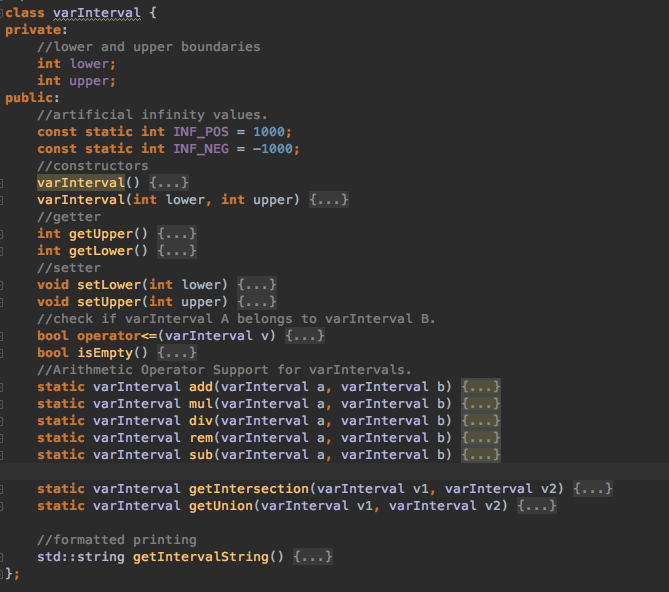 class varInterval {
private:
    //lower and upper boundaries
    int lower;
    int upper;
public:
    //artificial infinity values.
    const static int INF_POS = 1000;
    const static int INF_NEG = -1000;
    //constructors
    varInterval() {...}
    varInterval(int lower, int upper) {...}
    //getter
    int getUpper() {...}
    int getLower() {...}
    //setter
    void setLower(int lower) {...}
    void setUpper(int upper) {...}
    //check if varInterval A belongs to varInterval B.
    bool operator<=(varInterval v) {...}
    bool isEmpty() {...}
    //Arithmetic Operator Support for varIntervals.
    static varInterval add(varInterval a, varInterval b) {...}
    static varInterval mul(varInterval a, varInterval b) {...}
    static varInterval div(varInterval a, varInterval b) {...}
    static varInterval rem(varInterval a, varInterval b) {...}
    static varInterval sub(varInterval a, varInterval b) {...}
    static varInterval getIntersection(varInterval v1, varInterval v2) {...}
    static varInterval getUnion(varInterval v1, varInterval v2) {...}
    //formatted printing
    std::string getIntervalString() {...}
};